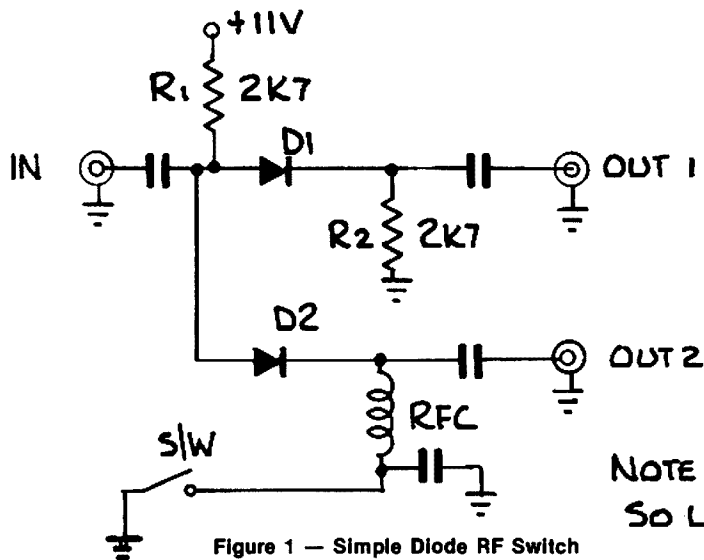 +11V
R1 2K7
D1
IN
OUT 1
R2 2K7
D2
OUT 2
RFC
S/W
NOTE
SO L
Figure 1 — Simple Diode RF Switch